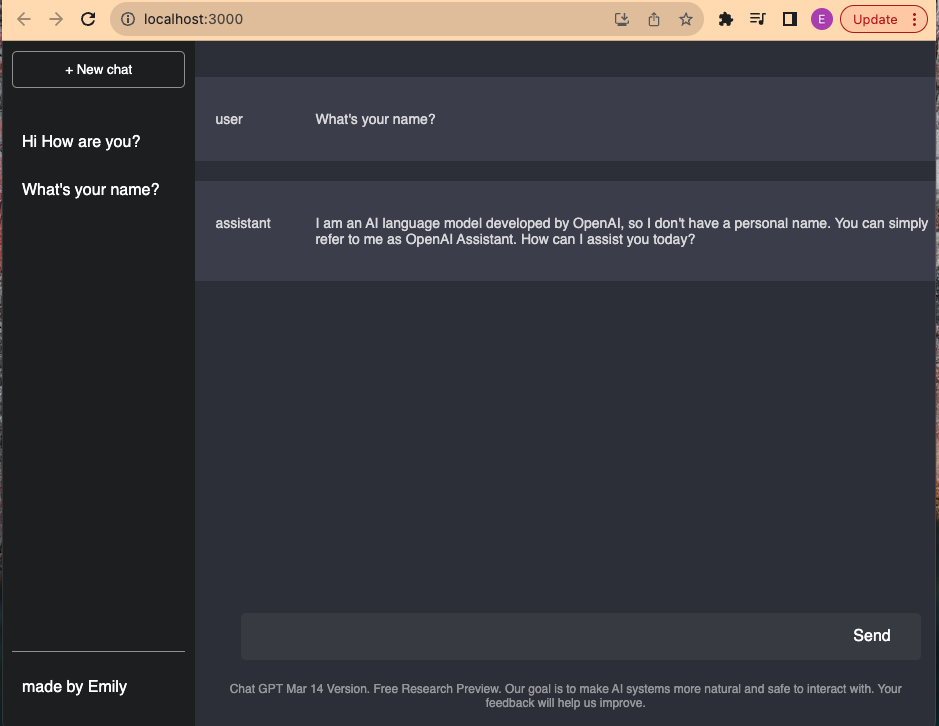 localhost:3000
E
Update
+ New chat
Hi How are you?
What's your name?
made by Emily
user
What's your name?
assistant
I am an AI language model developed by OpenAI, so I don't have a personal name. You can simply
refer to me as OpenAI Assistant. How can I assist you today?
Send
Chat GPT Mar 14 Version. Free Research Preview. Our goal is to make AI systems more natural and safe to interact with. Your
feedback will help us improve.